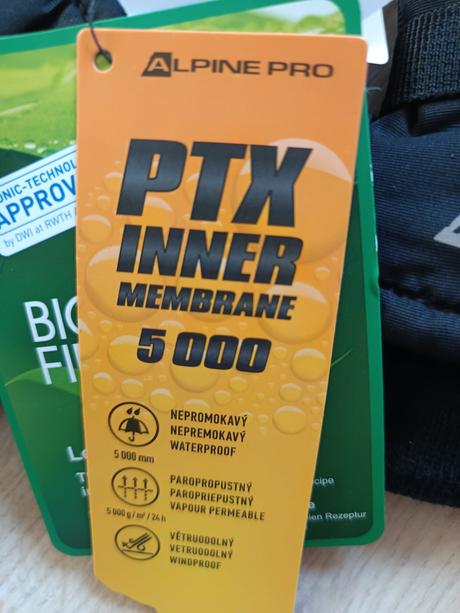 ALPINE PRO
PTX
INNER
MEMBRANE
5 000
5 000 mm
NEPROMOKAVÝ
NEPREMOKAVÝ
WATERPROOF
5 000 g / m² / 24 h
PAROPROPUSTNÝ
PAROPRIEPUSTNÝ
VAPOUR PERMEABLE
VĚTRUODOLNÝ
VETRUODOLNÝ
WINDPROOF
APPROV
by DWI at RWTH
BIO
Rezeptur